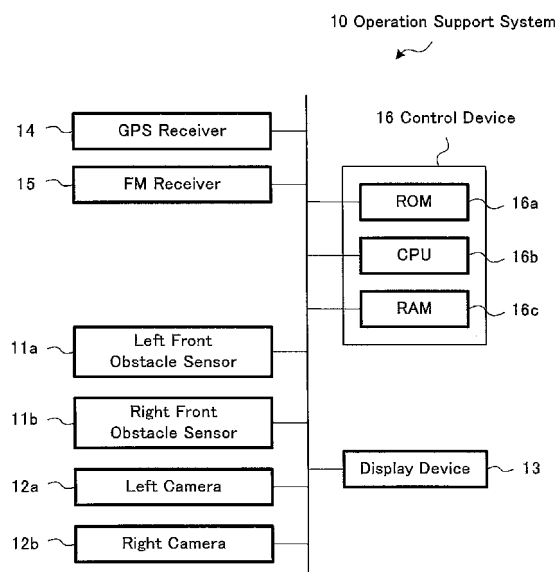 10 Operation Support System
14 GPS Receiver
15 FM Receiver
16 Control Device
ROM 16a
CPU 16b
RAM 16c
11a Left Front
Obstacle Sensor
11b Right Front
Obstacle Sensor
12a Left Camera
12b Right Camera
Display Device 13